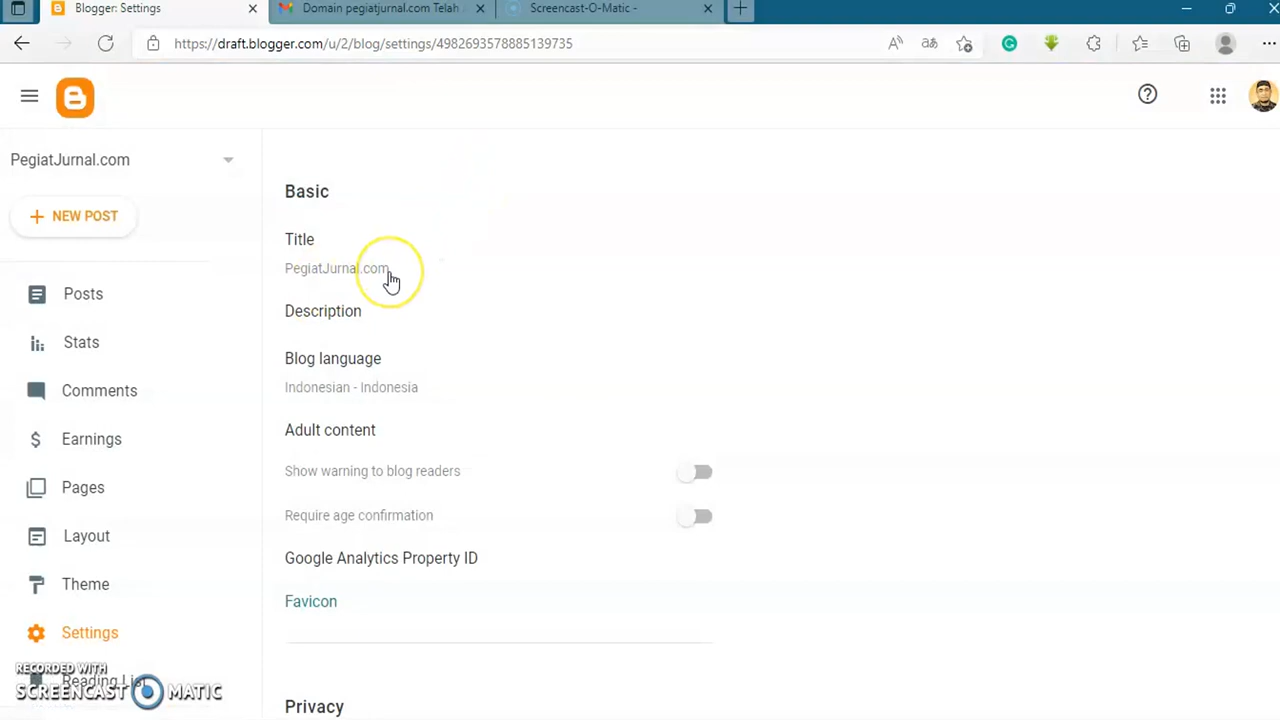 Blogger: Settings
Domain pegiatjurnal.com Telah
Screencast-O-Matic -
https://draft.blogger.com/u/2/blog/settings/4982693578885139735
PegiatJurnal.com
NEW POST
Posts
Stats
Comments
Earnings
Pages
Layout
Theme
Settings
Reading List
RECORDED WITH
SCREENCAST MATIC
Basic
Title
PegiatJurnal.com
Description
Blog language
Indonesian - Indonesia
Adult content
Show warning to blog readers
Require age confirmation
Google Analytics Property ID
Favicon
Privacy